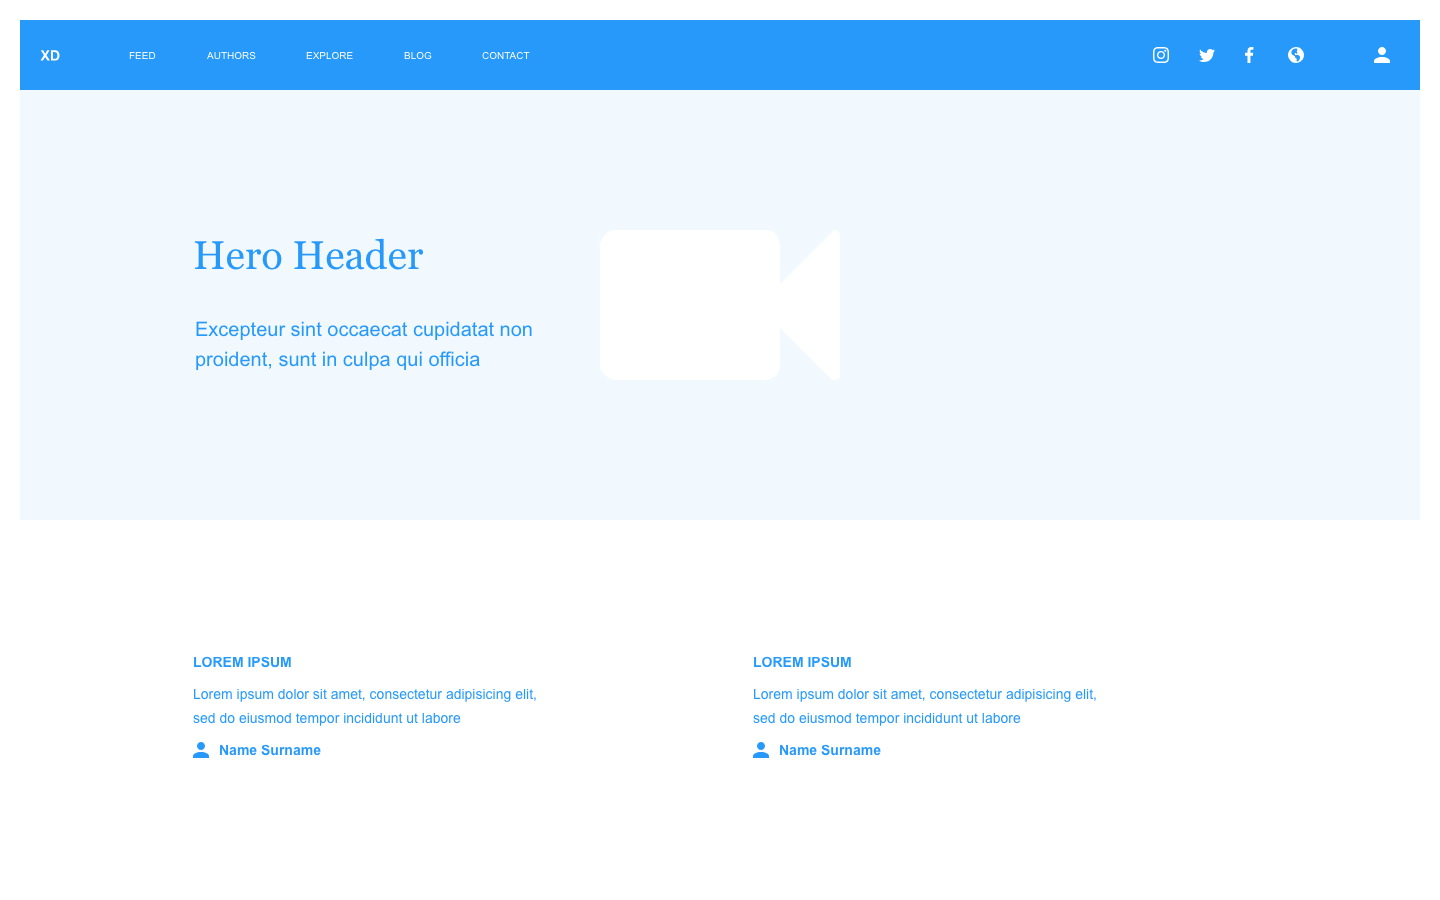 XD FEED AUTHORS EXPLORE BLOG CONTACT
Hero Header
Excepteur sint occaecat cupidatat non
proident, sunt in culpa qui officia
LOREM IPSUM
Lorem ipsum dolor sit amet, consectetur adipisicing elit,
sed do eiusmod tempor incididunt ut labore
Name Surname
LOREM IPSUM
Lorem ipsum dolor sit amet, consectetur adipisicing elit,
sed do eiusmod tempor incididunt ut labore
Name Surname